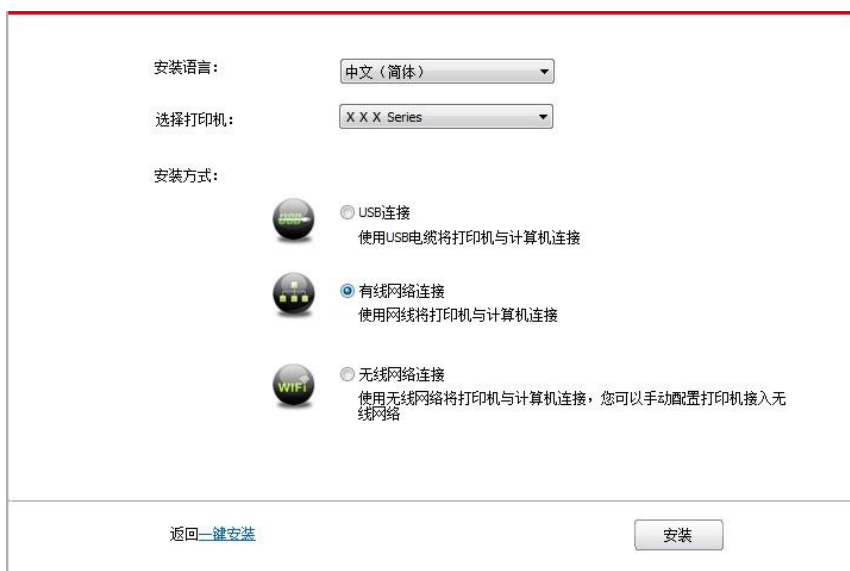 安装语言：
中文（简体）
选择打印机：
X X X Series
安装方式：
USB
USB连接
使用USB电缆将打印机与计算机连接
有线网络连接
使用网线将打印机与计算机连接
WIFi
无线网络连接
使用无线网络将打印机与计算机连接，您可以手动配置打印机接入无
线网络
返回一键安装
安装